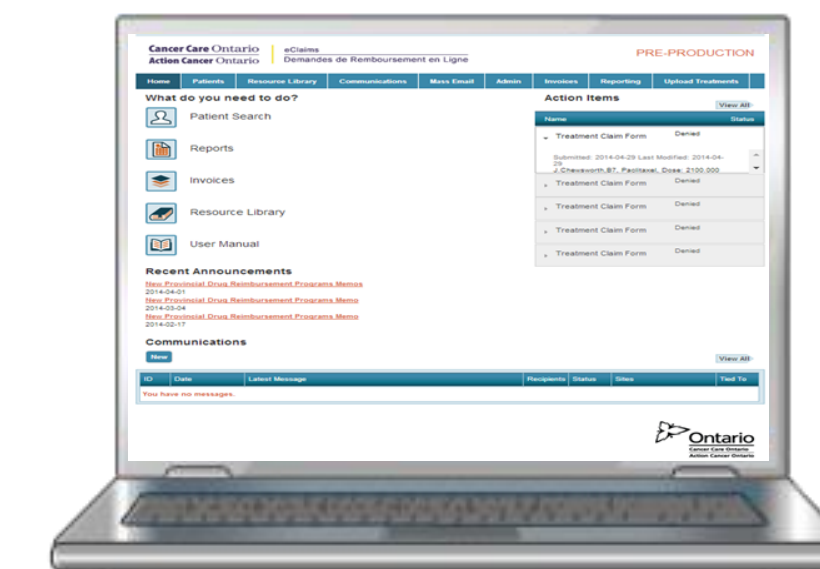 Cancer Care Ontario
Action Cancer Ontario
eClaims
Demandes de Remboursement en Ligne
PRE-PRODUCTION
Home Patients Resource Library Communications Mass Email Admin Invoices Reporting Upload Treatments
What do you need to do?
Patient Search
Reports
Invoices
Resource Library
User Manual
Recent Announcements
New Provincial Drug Reimbursement Programs Memos
2014-04-01
New Provincial Drug Reimbursement Programs Memo
2014-03-04
New Provincial Drug Reimbursement Programs Memo
2014-02-17
Action Items
View All
Name Status
Treatment Claim Form Denied
Submitted: 2014-04-29 Last Modified: 2014-04-
29
J.Chewsworth,B7, Paclitaxel, Dose: 2100.000
Treatment Claim Form Denied
Treatment Claim Form Denied
Treatment Claim Form Denied
Treatment Claim Form Denied
Communications
New
View All
ID Date Latest Message Recipients Status Sites Tied To
You have no messages.
Ontario
Cancer Care Ontario
Action Cancer Ontario